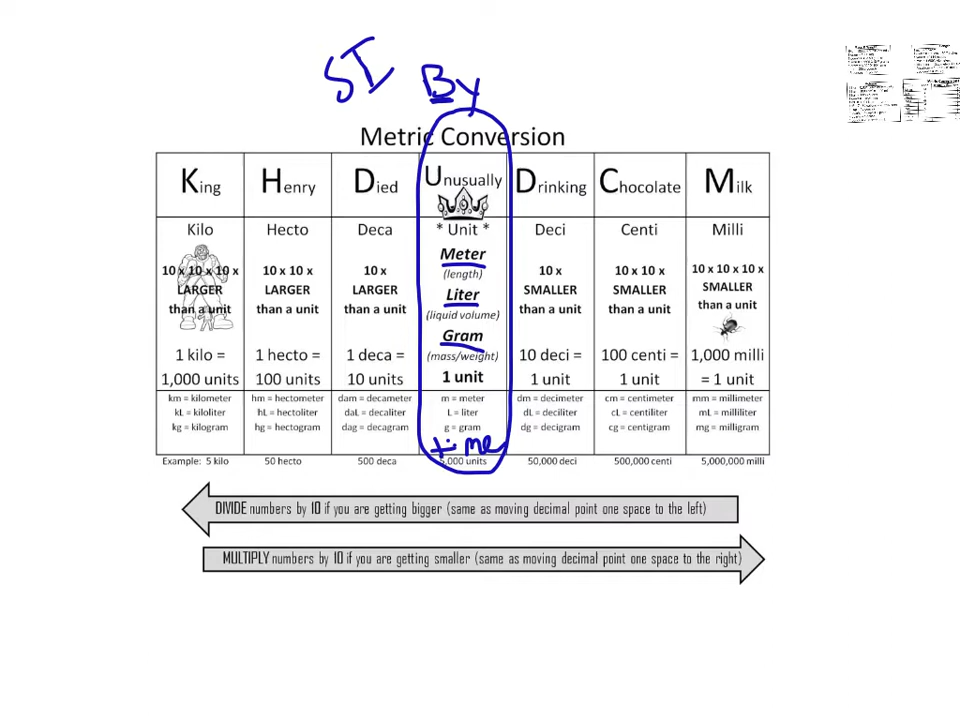 SI By
Metric Conversion
King Henry Died Unusually Drinking Chocolate Milk
Kilo Hecto Deca * Unit * Deci Centi Milli
Meter
(length)
10 x 10 x 10 x 10 x 10 x 10 x 10 x 10 x 10 x 10 x 10 x 10 x
LARGER LARGER LARGER Liter SMALLER SMALLER SMALLER
than a unit than a unit than a unit (liquid volume) than a unit than a unit than a unit
Gram
1 kilo = 1 hecto = 1 deca = (mass/weight) 10 deci = 100 centi = 1,000 milli
1,000 units 100 units 10 units 1 unit 1 unit 1 unit = 1 unit
km = kilometer hm = hectometer dam = decameter m = meter dm = decimeter cm = centimeter mm = millimeter
kL = kiloliter hL = hectoliter daL = decaliter L = liter dL = deciliter cL = centiliter mL = milliliter
kg = kilogram hg = hectogram dag = decagram g = gram dg = decigram cg = centigram mg = milligram
time
Example: 5 kilo 50 hecto 500 deca 5,000 units 50,000 deci 500,000 centi 5,000,000 milli
DIVIDE numbers by 10 if you are getting bigger (same as moving decimal point one space to the left)
MULTIPLY numbers by 10 if you are getting smaller (same as moving decimal point one space to the right)